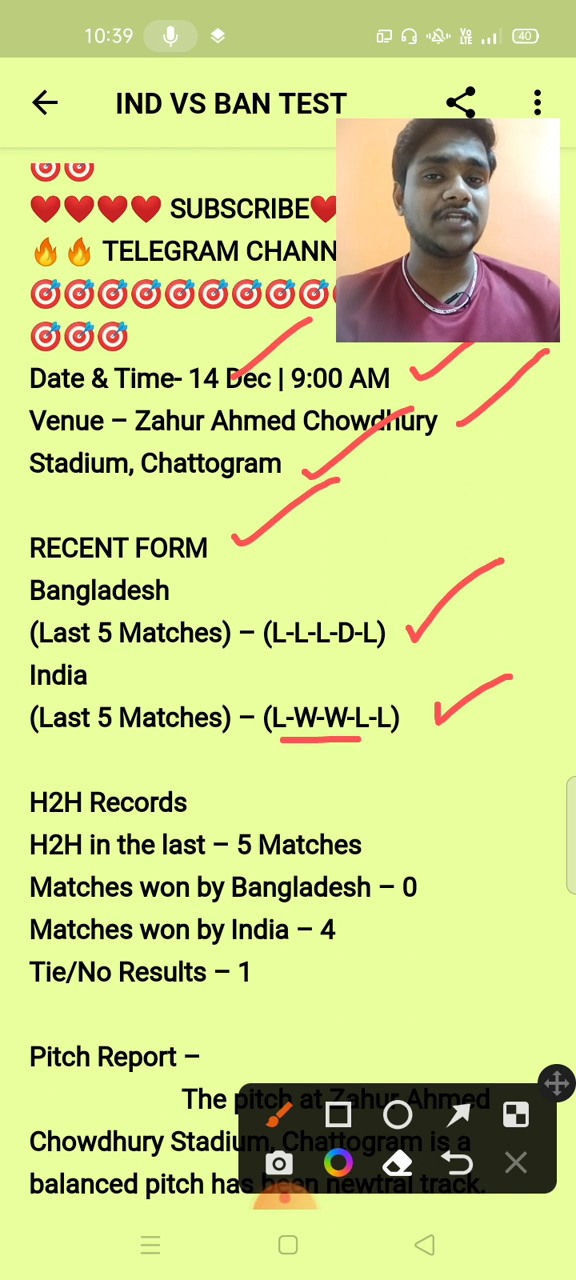 10:39
VoLTE
40
IND VS BAN TEST
❤️❤️❤️❤️ SUBSCRIBE❤️
🔥🔥 TELEGRAM CHANN
Date & Time- 14 Dec | 9:00 AM
Venue – Zahur Ahmed Chowdhury
Stadium, Chattogram
RECENT FORM
Bangladesh
(Last 5 Matches) – (L-L-L-D-L)
India
(Last 5 Matches) – (L-W-W-L-L)
H2H Records
H2H in the last – 5 Matches
Matches won by Bangladesh – 0
Matches won by India – 4
Tie/No Results – 1
Pitch Report –
The pitch at Zahur Ahmed
Chowdhury Stadium, Chattogram is a
balanced pitch has been newtral track.